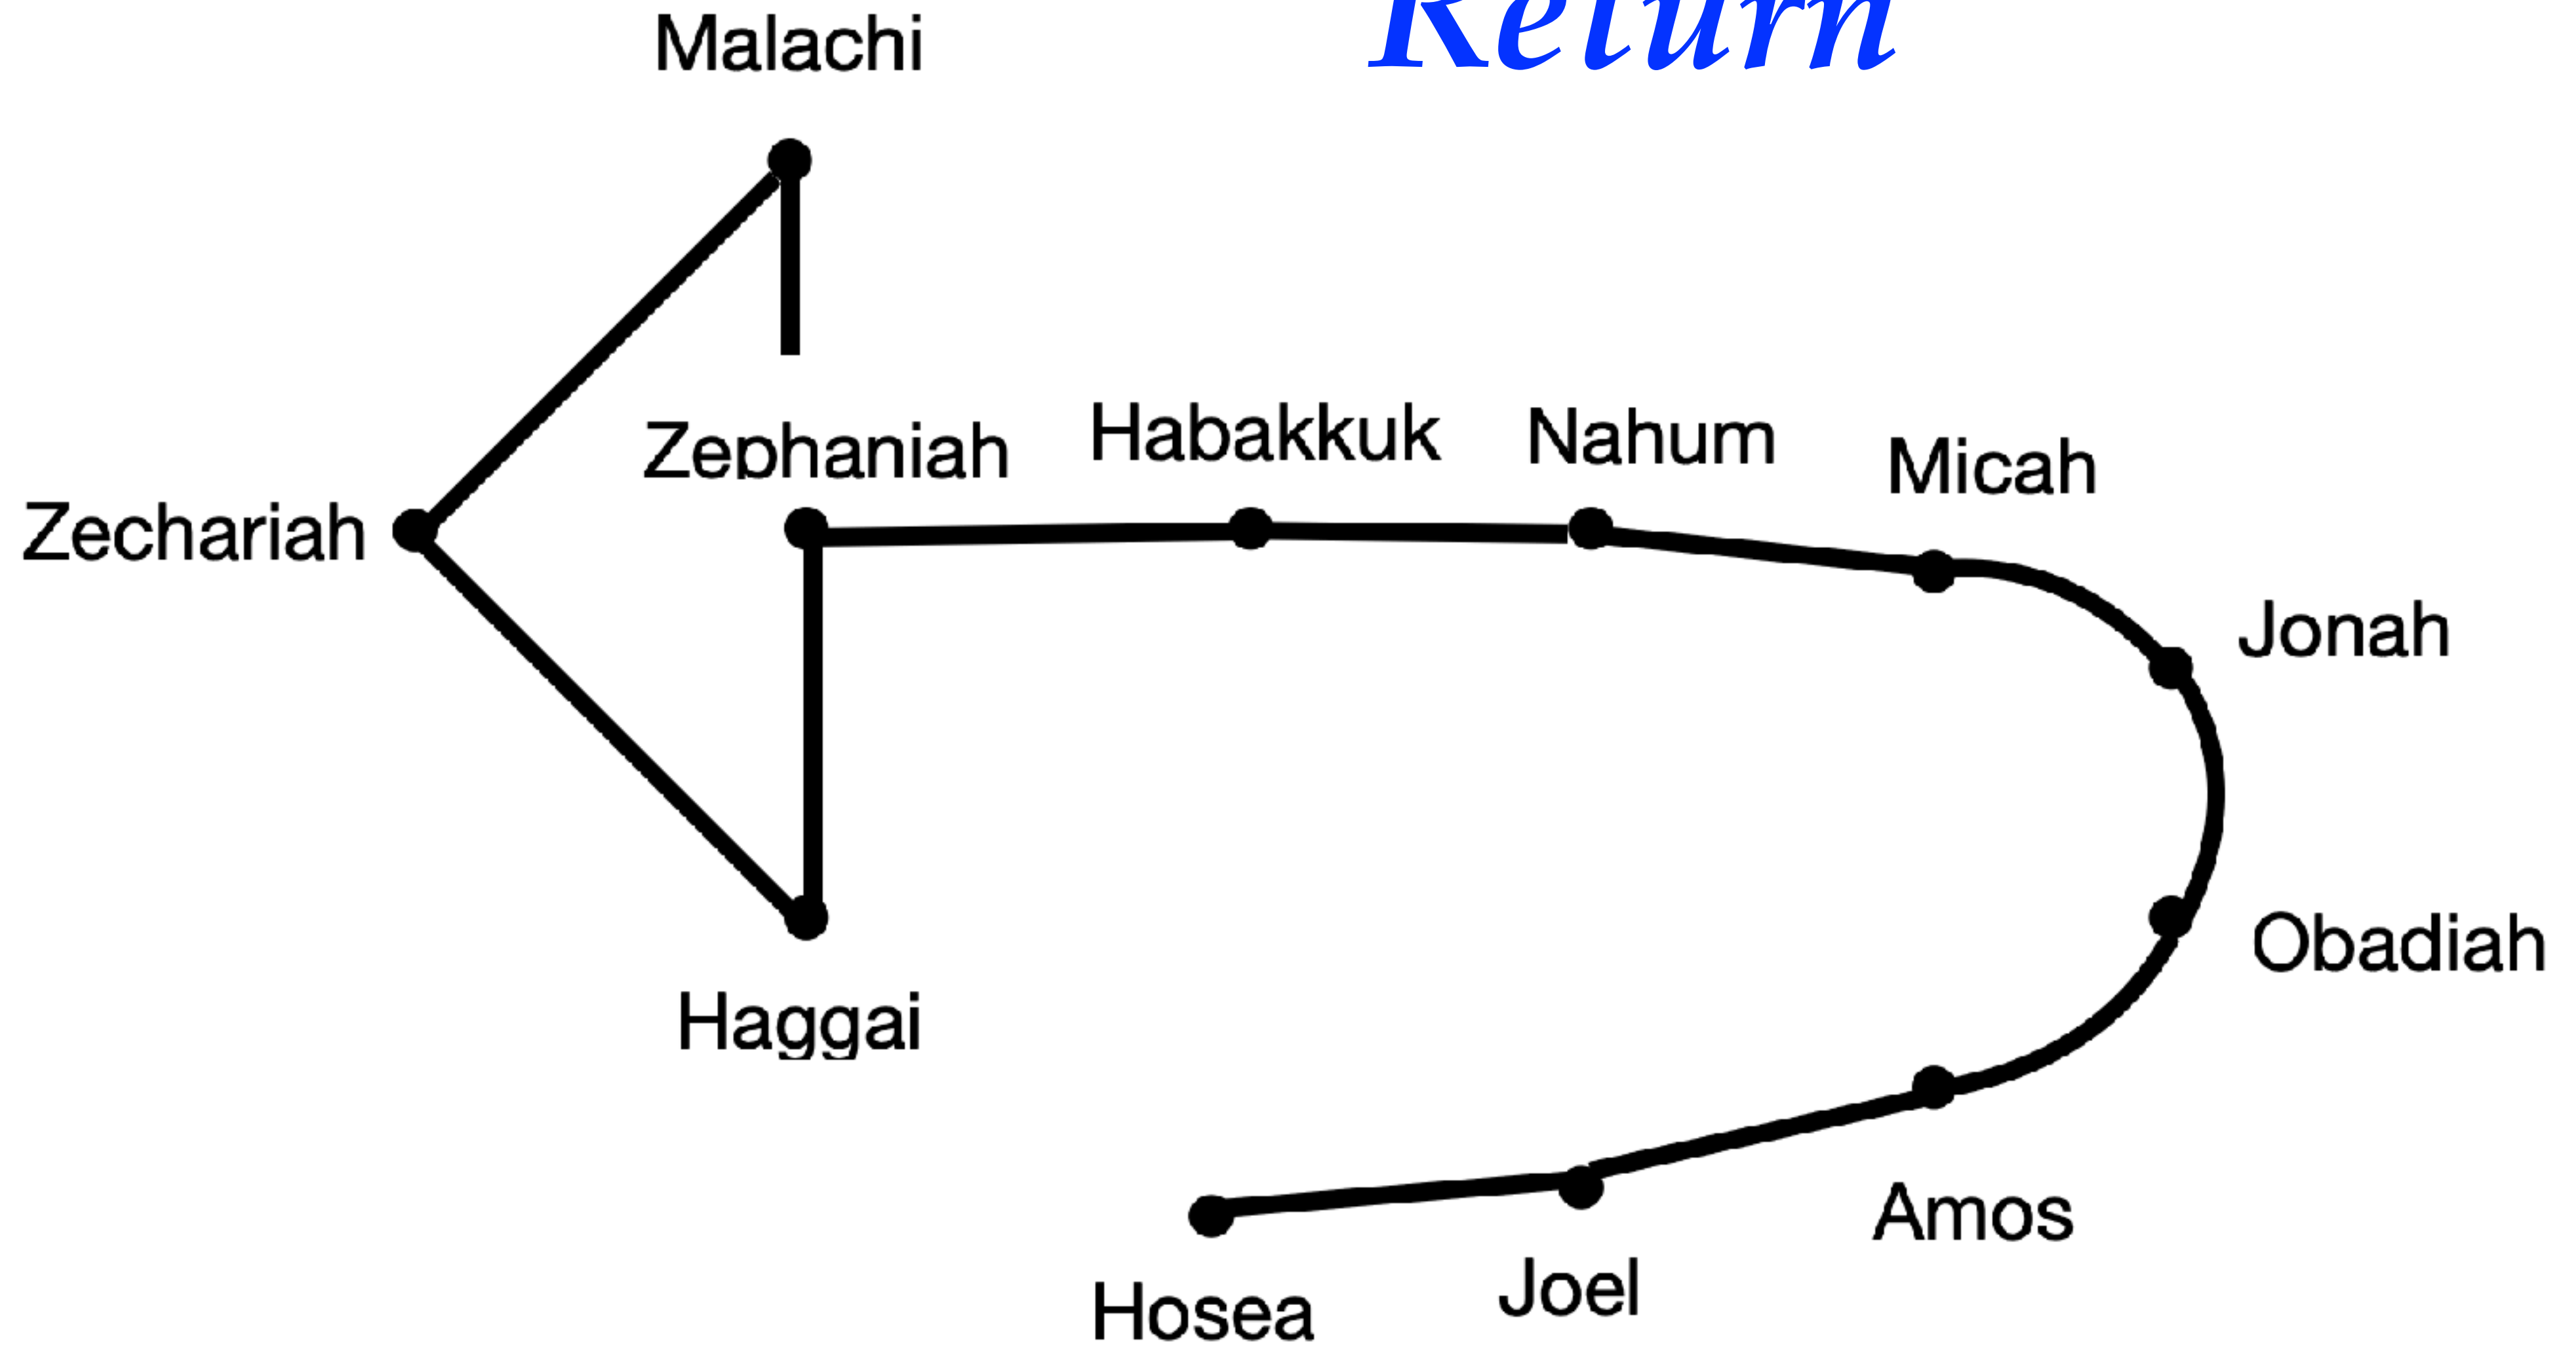 Return
Malachi
Zephaniah
Habakkuk
Nahum
Micah
Zechariah
Jonah
Obadiah
Haggai
Amos
Joel
Hosea